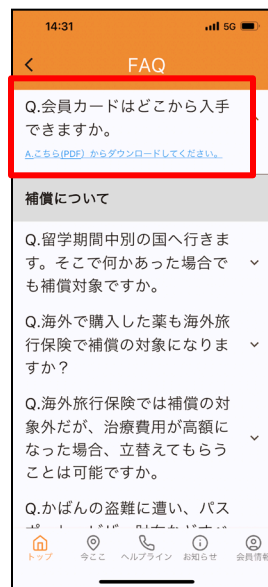 14:31 5G
FAQ
Q.会員カードはどこから入手
できますか。
A.こちら(PDF) からダウンロードしてください。
補償について
Q.留学期間中別の国へ行きま
す。そこで何かあった場合で
も補償対象ですか。
Q.海外で購入した薬も海外旅
行保険で補償の対象になりま
すか？
Q.海外旅行保険では補償の対
象外だが、治療費用が高額に
なった場合、立替えてもらう
ことは可能ですか。
Q.かばんの盗難に遭い、パス
トップ 今ここ ヘルプライン お知らせ 会員情報